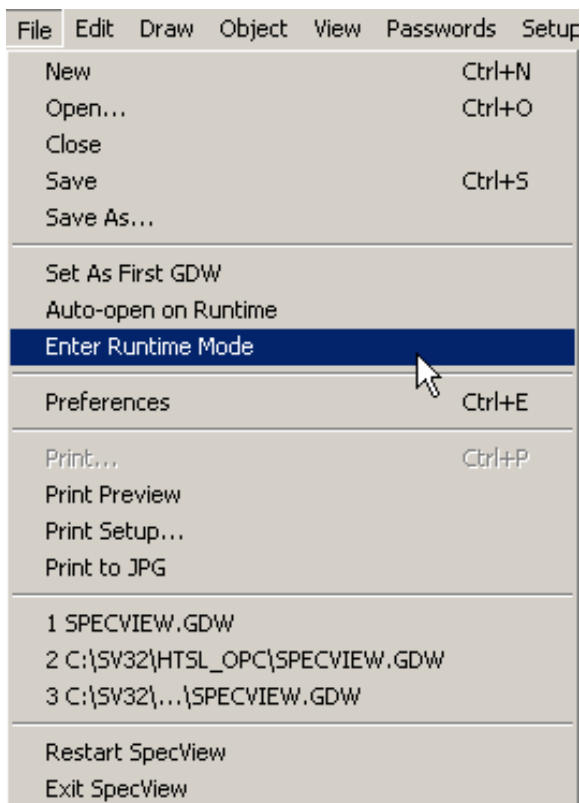 File Edit Draw Object View Passwords Setup
New Ctrl+N
Open... Ctrl+O
Close
Save Ctrl+S
Save As...
Set As First GDW
Auto-open on Runtime
Enter Runtime Mode
Preferences Ctrl+E
Print... Ctrl+P
Print Preview
Print Setup...
Print to JPG
1 SPECVIEW.GDW
2 C:\SV32\HTSL_OPC\SPECVIEW.GDW
3 C:\SV32\...\SPECVIEW.GDW
Restart SpecView
Exit SpecView